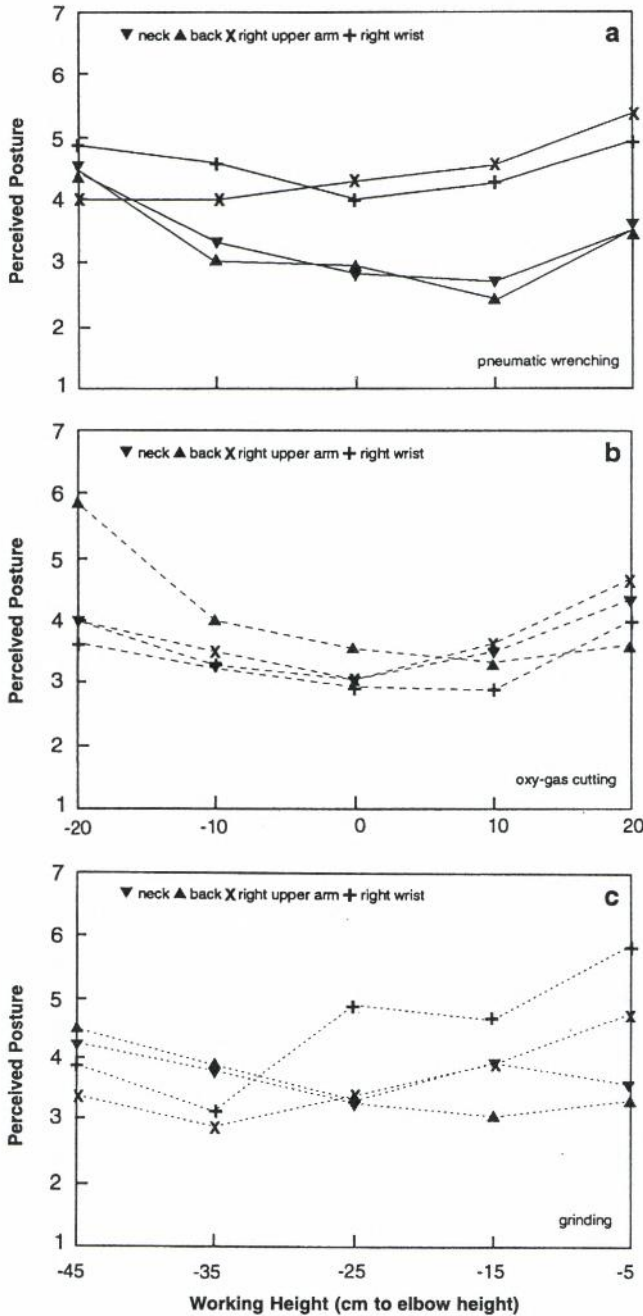 7
6
5
4
3
2
1
Perceived Posture
▼ neck ▲ back X right upper arm + right wrist
a
pneumatic wrenching
7
6
5
4
3
2
1
Perceived Posture
▼ neck ▲ back X right upper arm + right wrist
b
oxy-gas cutting
-20 -10 0 10 20
7
6
5
4
3
2
1
Perceived Posture
▼ neck ▲ back X right upper arm + right wrist
c
grinding
-45 -35 -25 -15 -5
Working Height (cm to elbow height)